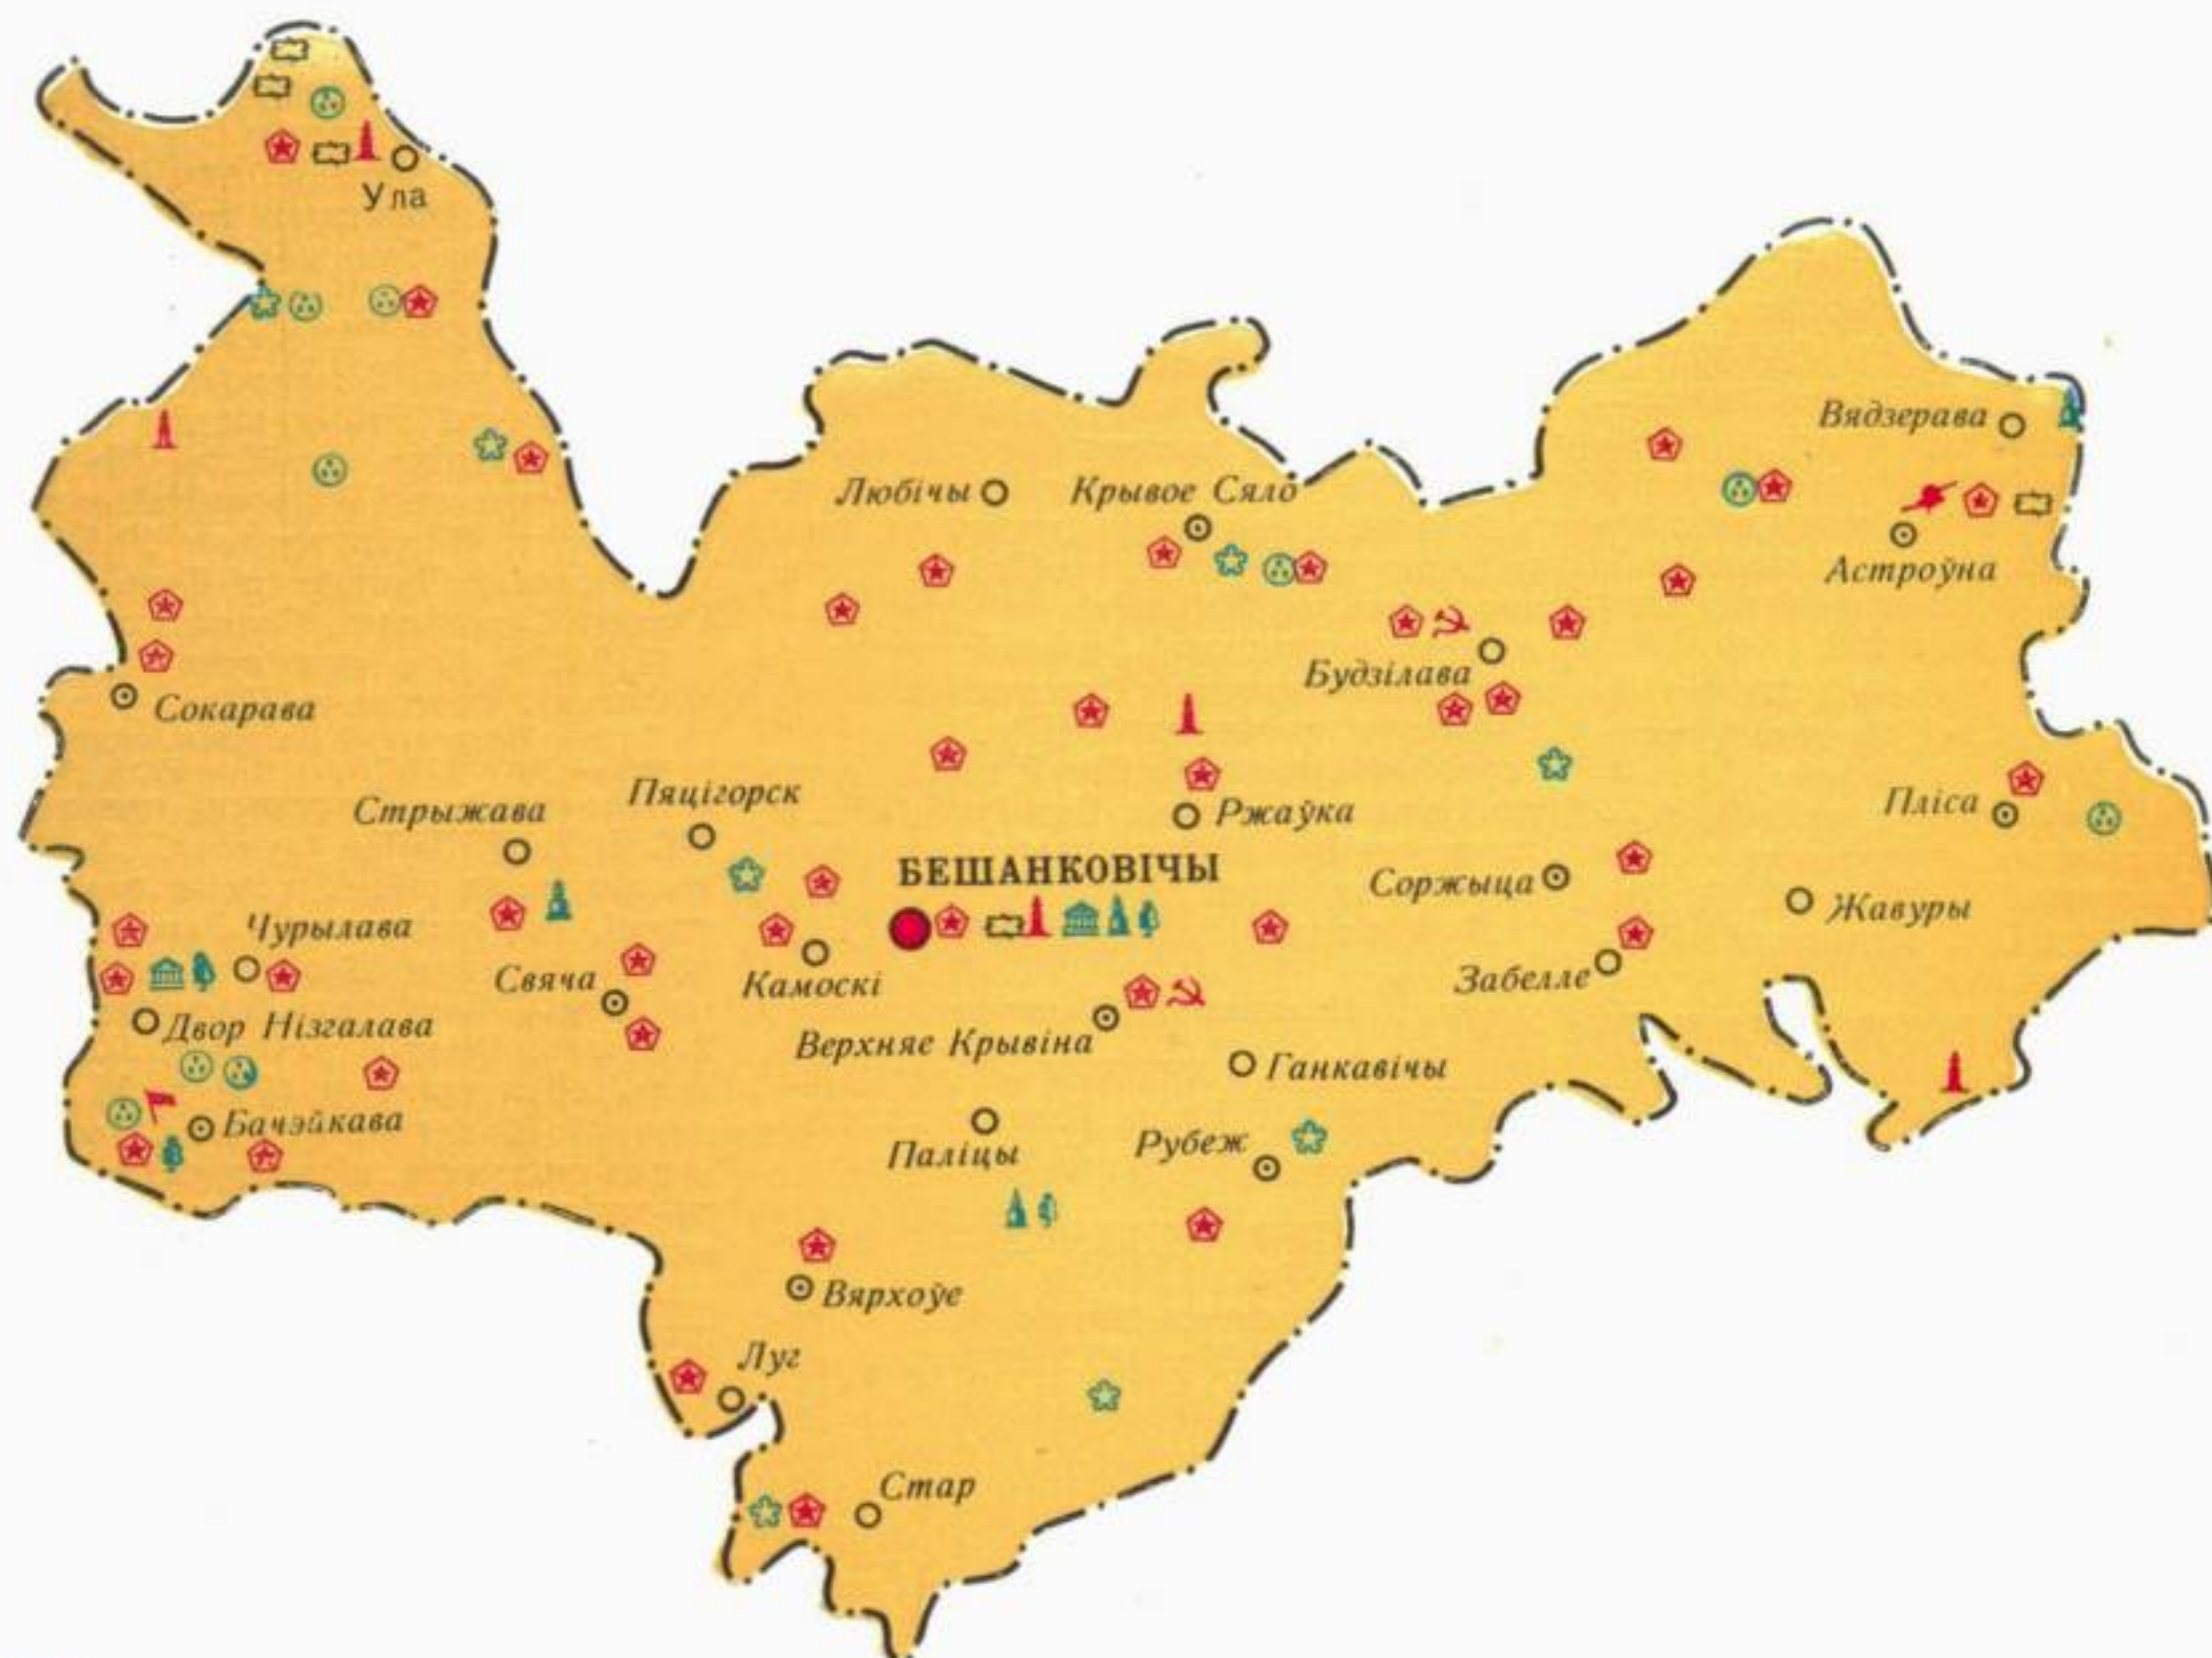 Ула
Вядзерава
Любічы
Крывое Сяло
Астроўна
Будзілава
Сокарава
Пяцігорск
Стрыжава
Ржаўка
Пліса
БЕШАНКОВІЧЫ
Соржыца
Жавуры
Чурылава
Свяча
Камоскі
Забелле
Двор Нізгалава
Верхняе Крывіна
Ганкавічы
Бачэйкава
Паліцы
Рубеж
Вярхоўе
Луг
Стар